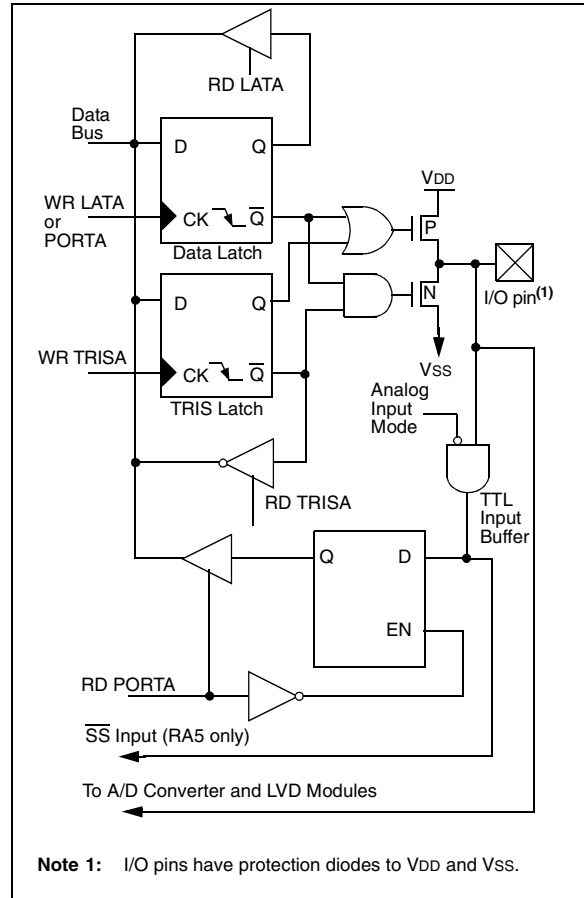 RD LATA
Data
Bus
D
Q
WR LATA
or
PORTA
CK
Q̅
Data Latch
VDD
P
I/O pin(1)
N
VSS
D
Q
WR TRISA
CK
Q̅
TRIS Latch
Analog
Input
Mode
TTL
Input
Buffer
RD TRISA
Q
D
EN
RD PORTA
S̅S̅ Input (RA5 only)
To A/D Converter and LVD Modules
Note 1: I/O pins have protection diodes to VDD and VSS.